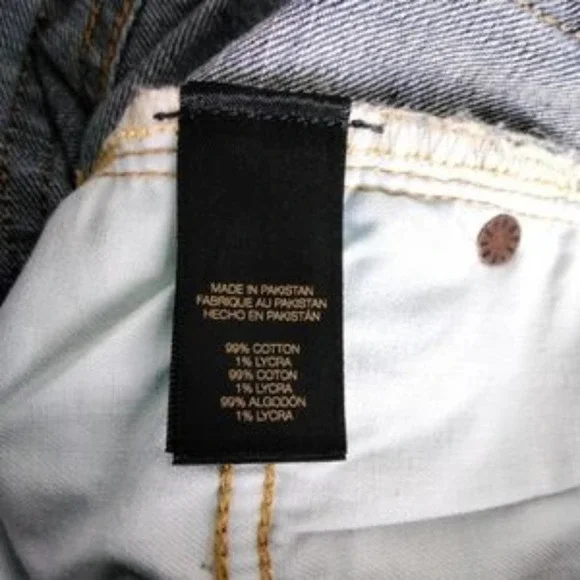 MADE IN PAKISTAN
FABRIQUE AU PAKISTAN
HECHO EN PAKISTÁN
99% COTTON
1% LYCRA
99% COTON
1% LYCRA
99% ALGODÓN
1% LYCRA